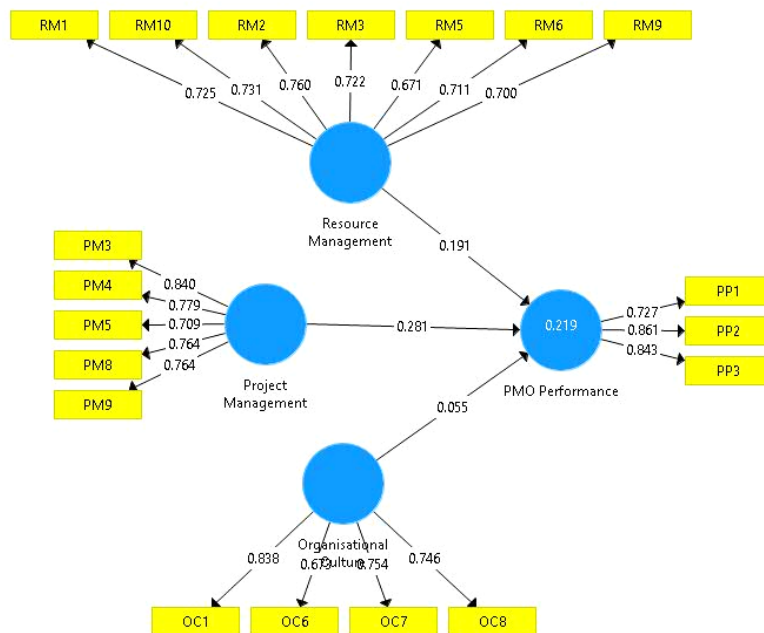 RM1 RM10 RM2 RM3 RM5 RM6 RM9
0.725 0.731 0.760 0.722 0.671 0.711 0.700
Resource
Management
0.191
PM3
PM4
PM5
PM8
PM9
0.840
0.779
0.709
0.764
0.764
Project
Management
0.281
0.219
PMO Performance
0.727
0.861
0.843
PP1
PP2
PP3
0.055
Organisational
Culture
0.838 0.754 0.746
OC1 OC6 OC7 OC8